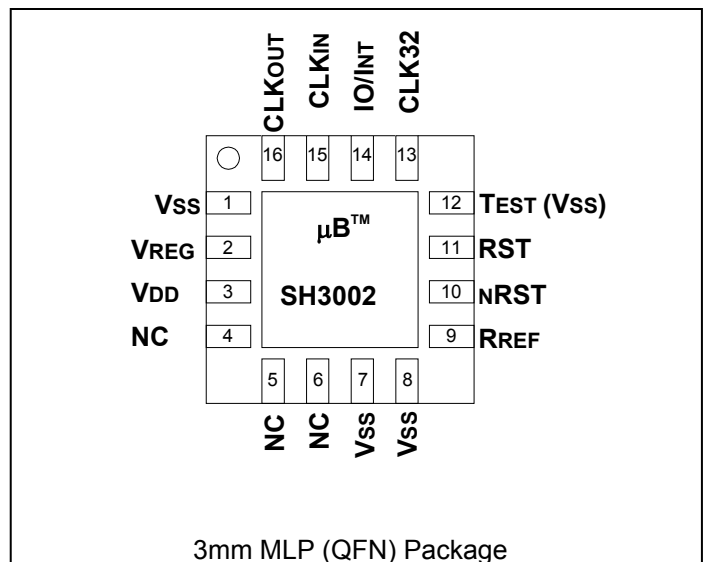 CLKOUT
CLKIN
IO/INT
CLK32
16
15
14
13
VSS 1
VREG 2
VDD 3
NC 4
μB™
SH3002
12 TEST (VSS)
11 RST
10 NRST
9 RREF
5
6
7
8
NC
NC
VSS
VSS
3mm MLP (QFN) Package